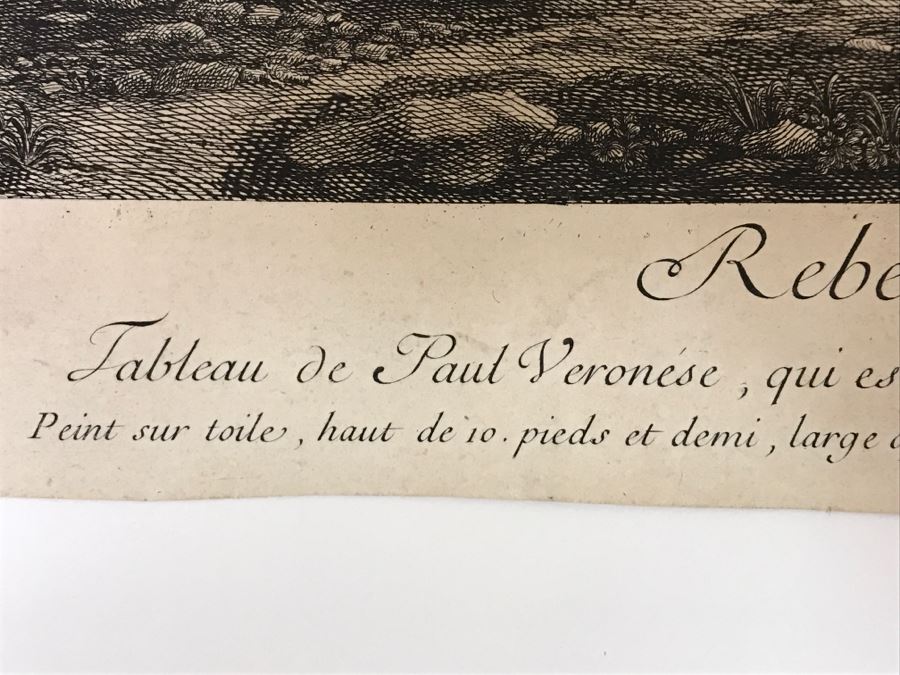 Rebe
Tableau de Paul Veronése, qui es
Peint sur toile, haut de 10. pieds et demi, large d